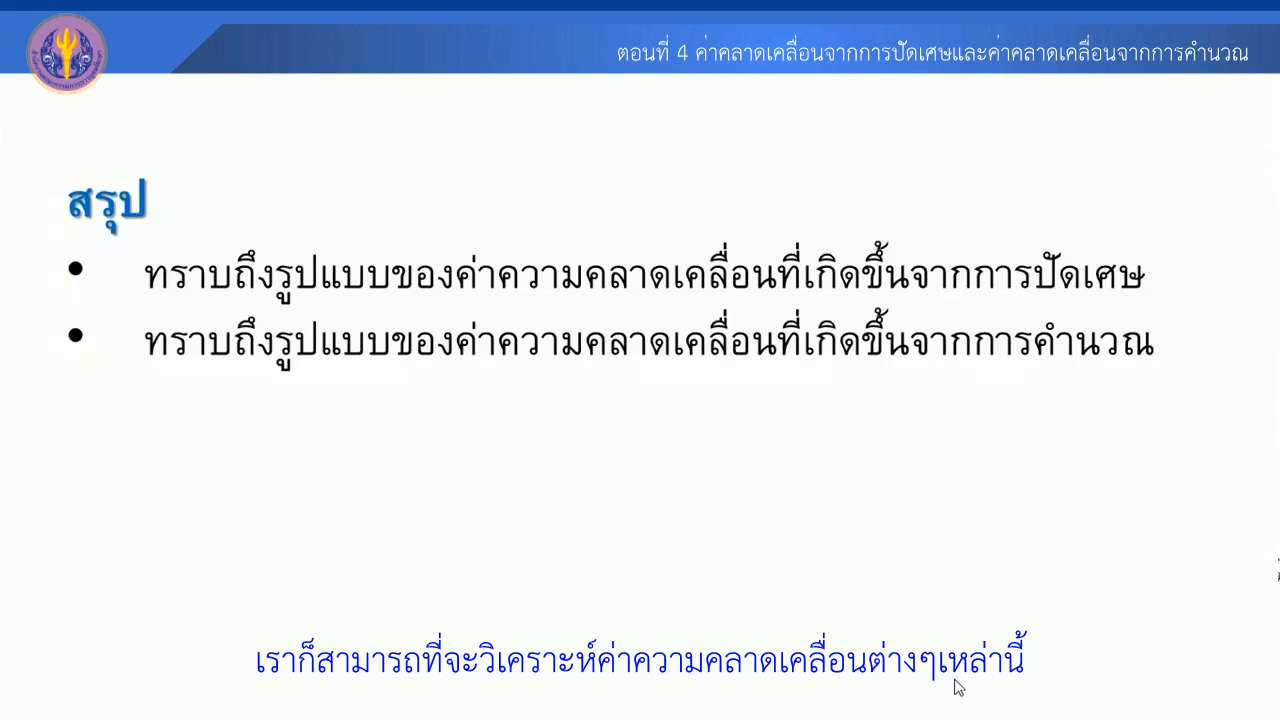 ตอนที่ 4 ค่าคลาดเคลื่อนจากการปัดเศษและค่าคลาดเคลื่อนจากการคำนวณ
สรุป
• ทราบถึงรูปแบบของค่าความคลาดเคลื่อนที่เกิดขึ้นจากการปัดเศษ
• ทราบถึงรูปแบบของค่าความคลาดเคลื่อนที่เกิดขึ้นจากการคำนวณ
เราก็สามารถที่จะวิเคราะห์ค่าความคลาดเคลื่อนต่างๆเหล่านี้